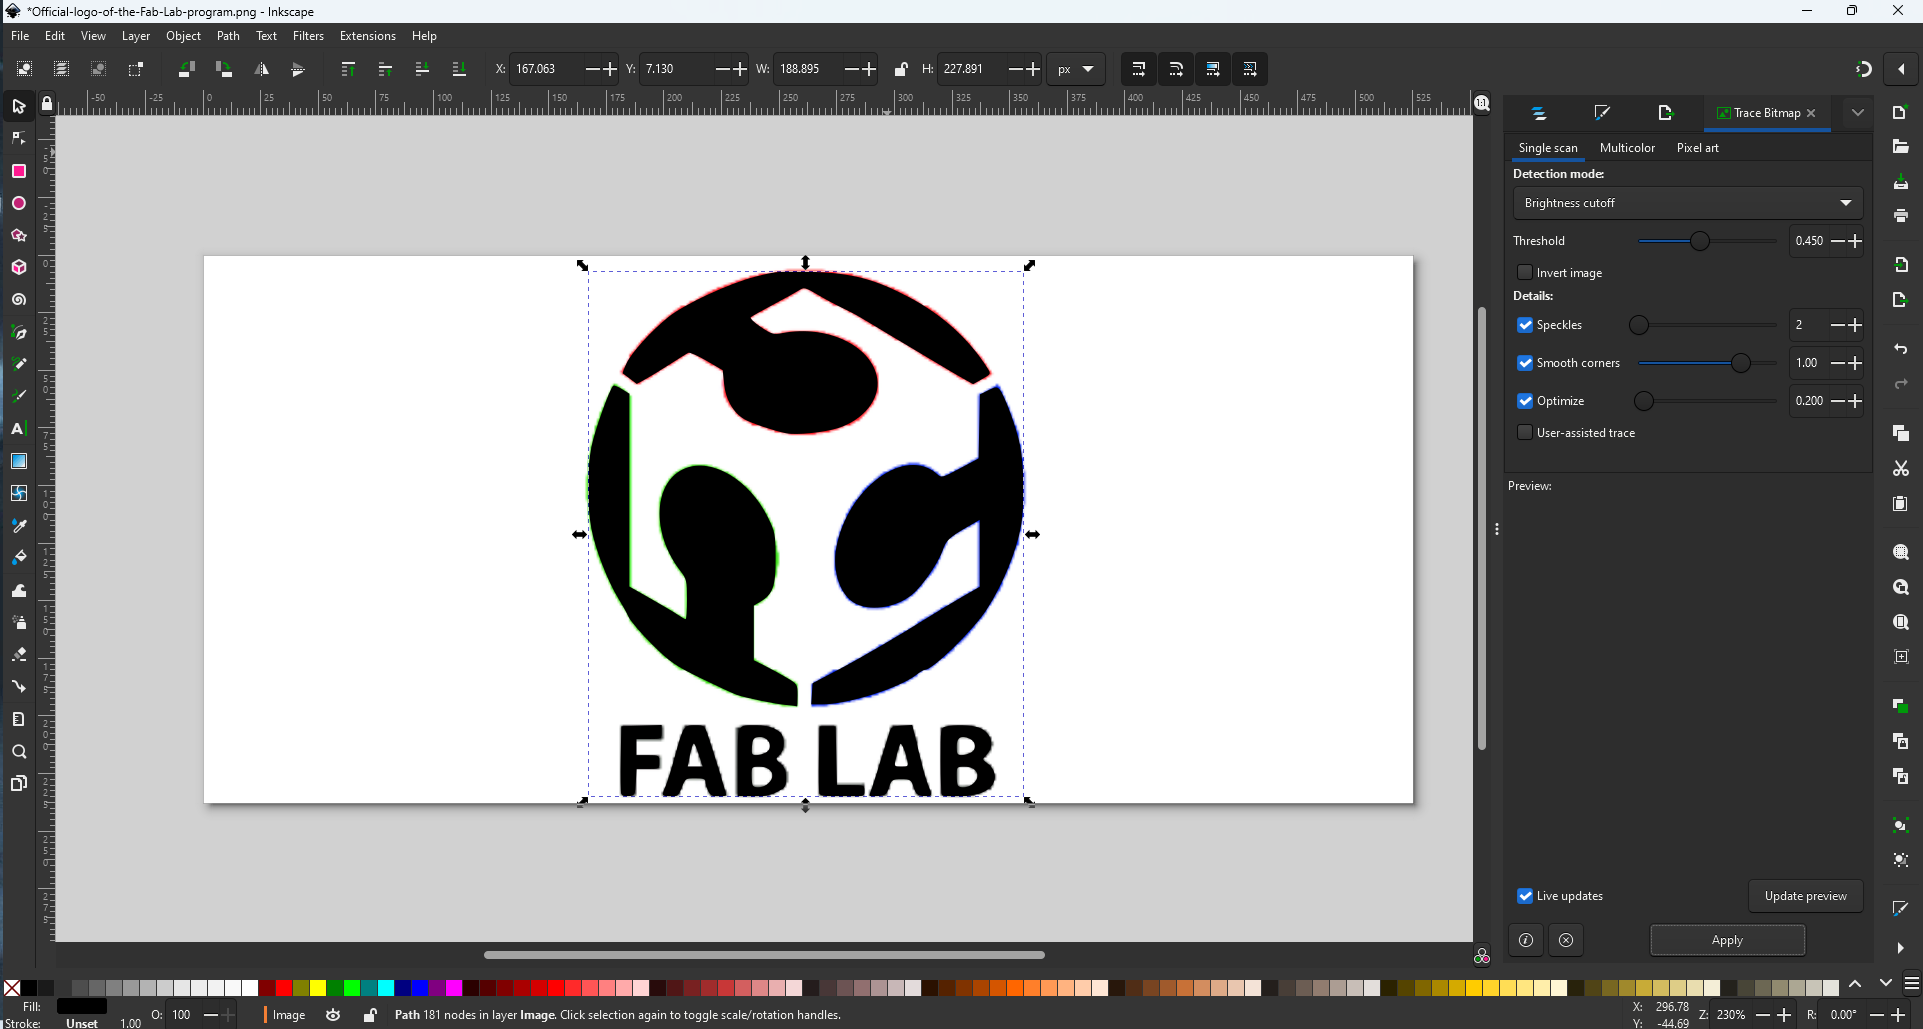 *Official-logo-of-the-Fab-Lab-program.png - Inkscape
File Edit View Layer Object Path Text Filters Extensions Help
X: 167.063 Y: 7.130 W: 188.895 H: 227.891 px
-50 -25 0 25 50 75 100 125 150 175 200 225 250 275 300 325 350 375 400 425 450 475 500 525
1:1
Trace Bitmap
Single scan Multicolor Pixel art
Detection mode:
Brightness cutoff
Threshold 0.450
Invert image
Details:
Speckles 2
Smooth corners 1.00
Optimize 0.200
User-assisted trace
Preview:
FAB LAB
Live updates Update preview
Apply
Fill:
Stroke: Unset 1.00
O: 100
Image
Path 181 nodes in layer Image. Click selection again to toggle scale/rotation handles.
X: 296.78
Y: -44.69
Z: 230%
R: 0.00°